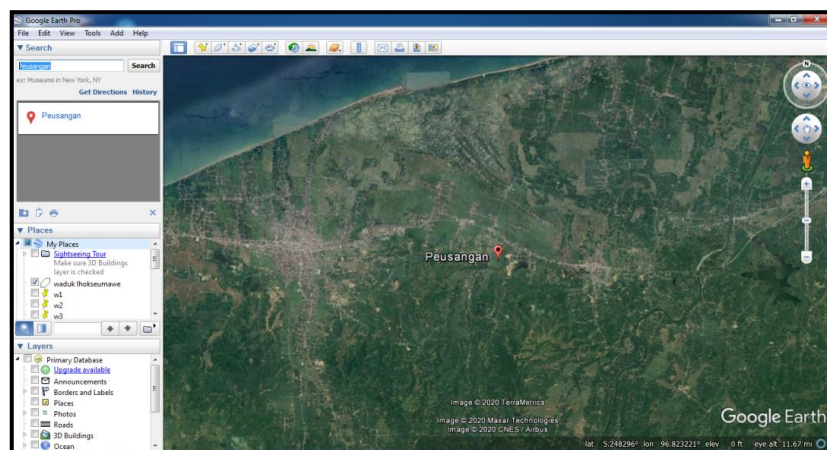 Google Earth Pro
File Edit View Tools Add Help
Search
Peusangan
Search
ex: Museums in New York, NY
Get Directions History
Peusangan
Places
My Places
Sightseeing Tour
Make sure 3D Buildings
layer is checked
waduk lhokseumawe
w1
w2
w3
Layers
Primary Database
Upgrade available
Announcements
Borders and Labels
Places
Photos
Roads
3D Buildings
Ocean
N
Peusangan
Image © 2020 TerraMetrics
Image © 2020 Maxar Technologies
Image © 2020 CNES / Airbus
Google Earth
lat 5.248296° lon 96.823221° elev 0 ft eye alt 11.67 mi